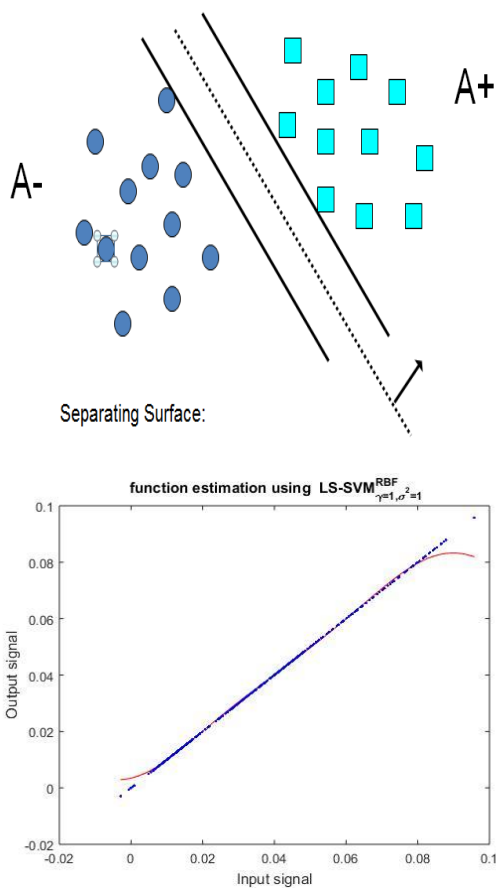 A+
A-
Separating Surface:
function estimation using LS-SVM RBF γ=1,σ²=1
0.1
0.08
0.06
0.04
0.02
0
-0.02
Output signal
-0.02 0 0.02 0.04 0.06 0.08 0.1
Input signal